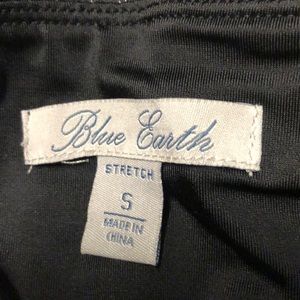 Blue Earth
STRETCH
S
MADE IN
CHINA